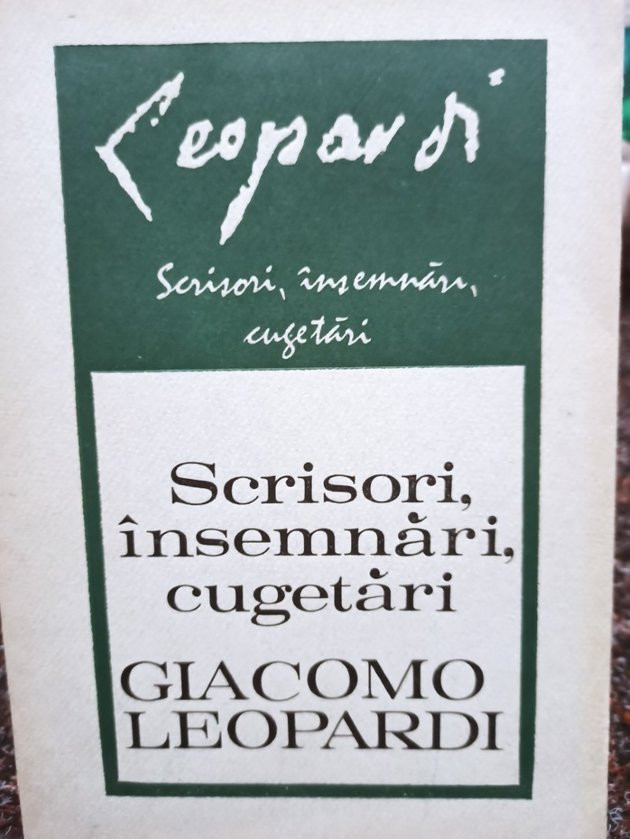 Leopardi
Scrisori, însemnări,
cugetări
Scrisori,
însemnări,
cugetări
GIACOMO
LEOPARDI